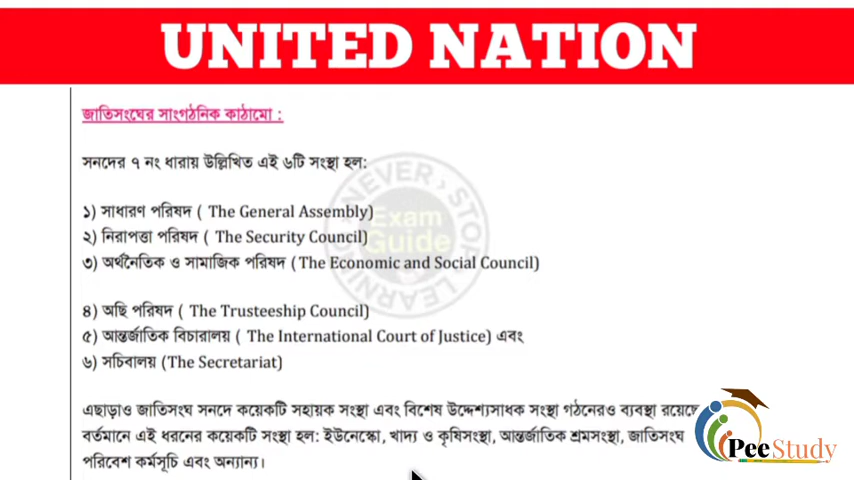 UNITED NATION
জাতিসংঘের সাংগঠনিক কাঠামো :
সনদের ৭ নং ধারায় উল্লিখিত এই ৬টি সংস্থা হল:
১) সাধারণ পরিষদ ( The General Assembly)
২) নিরাপত্তা পরিষদ ( The Security Council)
৩) অর্থনৈতিক ও সামাজিক পরিষদ (The Economic and Social Council)
৪) অছি পরিষদ ( The Trusteeship Council)
৫) আন্তর্জাতিক বিচারালয় ( The International Court of Justice) এবং
৬) সচিবালয় (The Secretariat)
এছাড়াও জাতিসংঘ সনদে কয়েকটি সহায়ক সংস্থা এবং বিশেষ উদ্দেশ্যসাধক সংস্থা গঠনেরও ব্যবস্থা রয়েছে
বর্তমানে এই ধরনের কয়েকটি সংস্থা হল: ইউনেস্কো, খাদ্য ও কৃষিসংস্থা, আন্তর্জাতিক শ্রমসংস্থা, জাতিসংঘ
পরিবেশ কর্মসূচি এবং অন্যান্য।
NEVER STOP LEARNING
Exam
Guide
PeeStudy